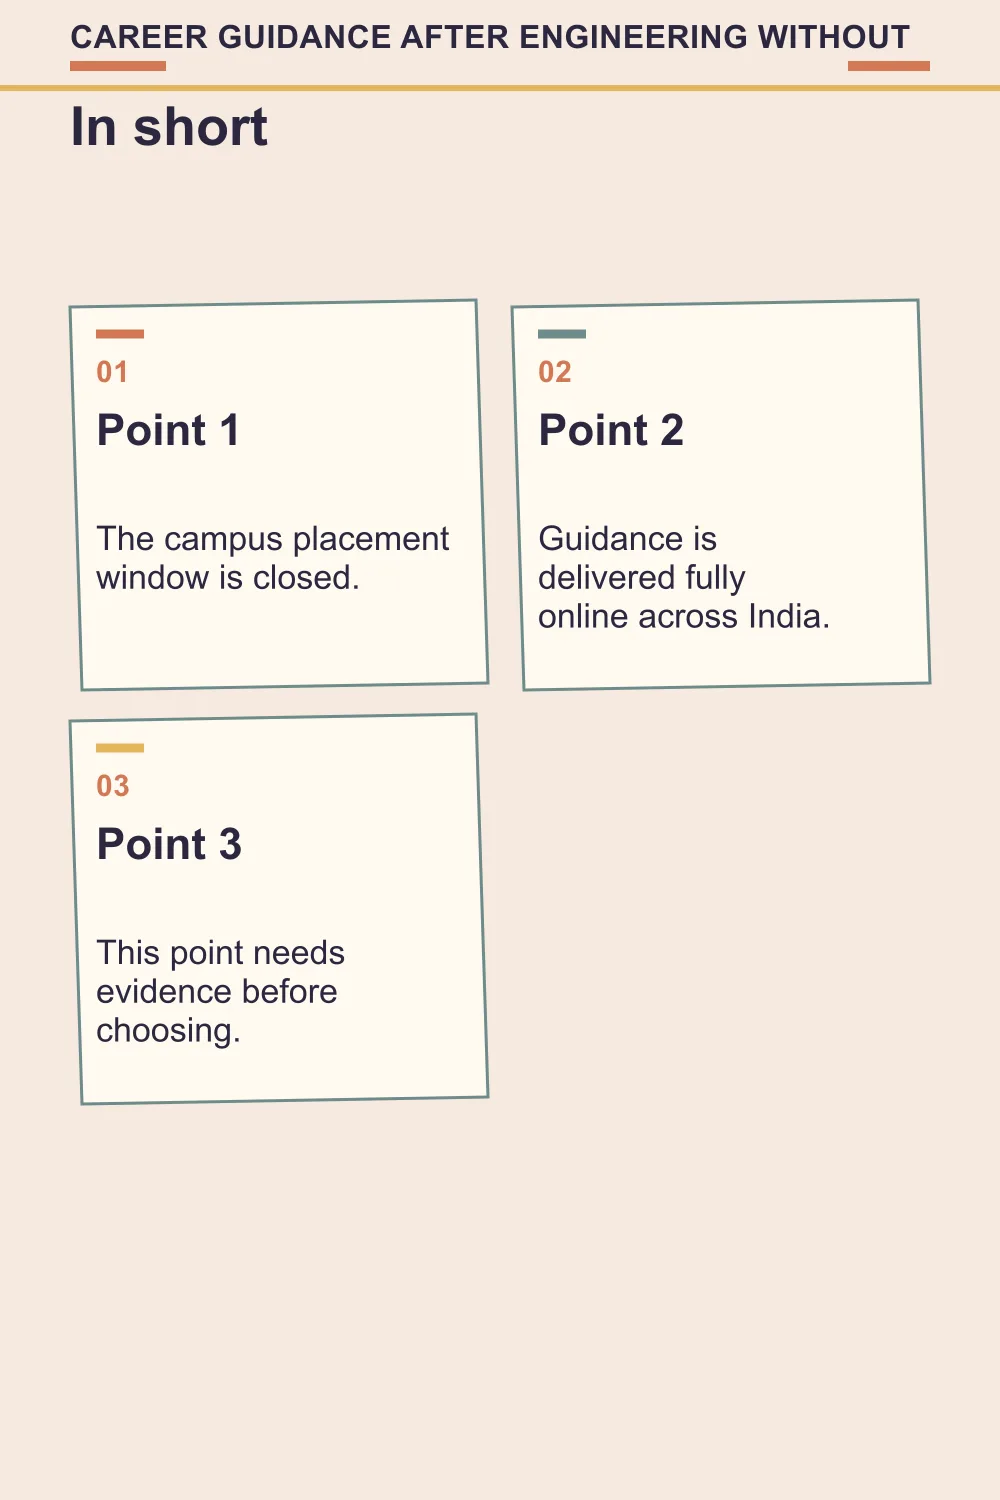 CAREER GUIDANCE AFTER ENGINEERING WITHOUT
In short
01
Point 1
The campus placement
window is closed.
02
Point 2
Guidance is
delivered fully
online across India.
03
Point 3
This point needs
evidence before
choosing.